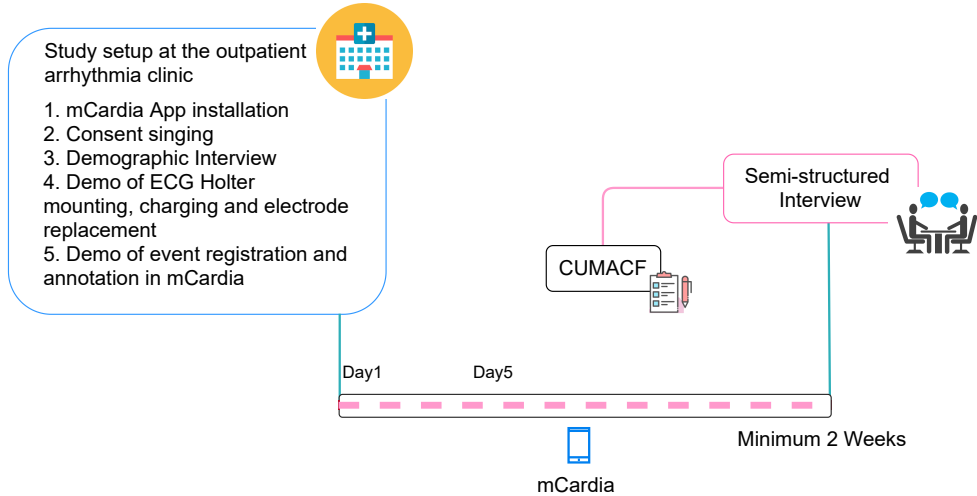 Study setup at the outpatient
arrhythmia clinic
1. mCardia App installation
2. Consent singing
3. Demographic Interview
4. Demo of ECG Holter
mounting, charging and electrode
replacement
5. Demo of event registration and
annotation in mCardia
Semi-structured
Interview
CUMACF
Day1
Day5
Minimum 2 Weeks
mCardia